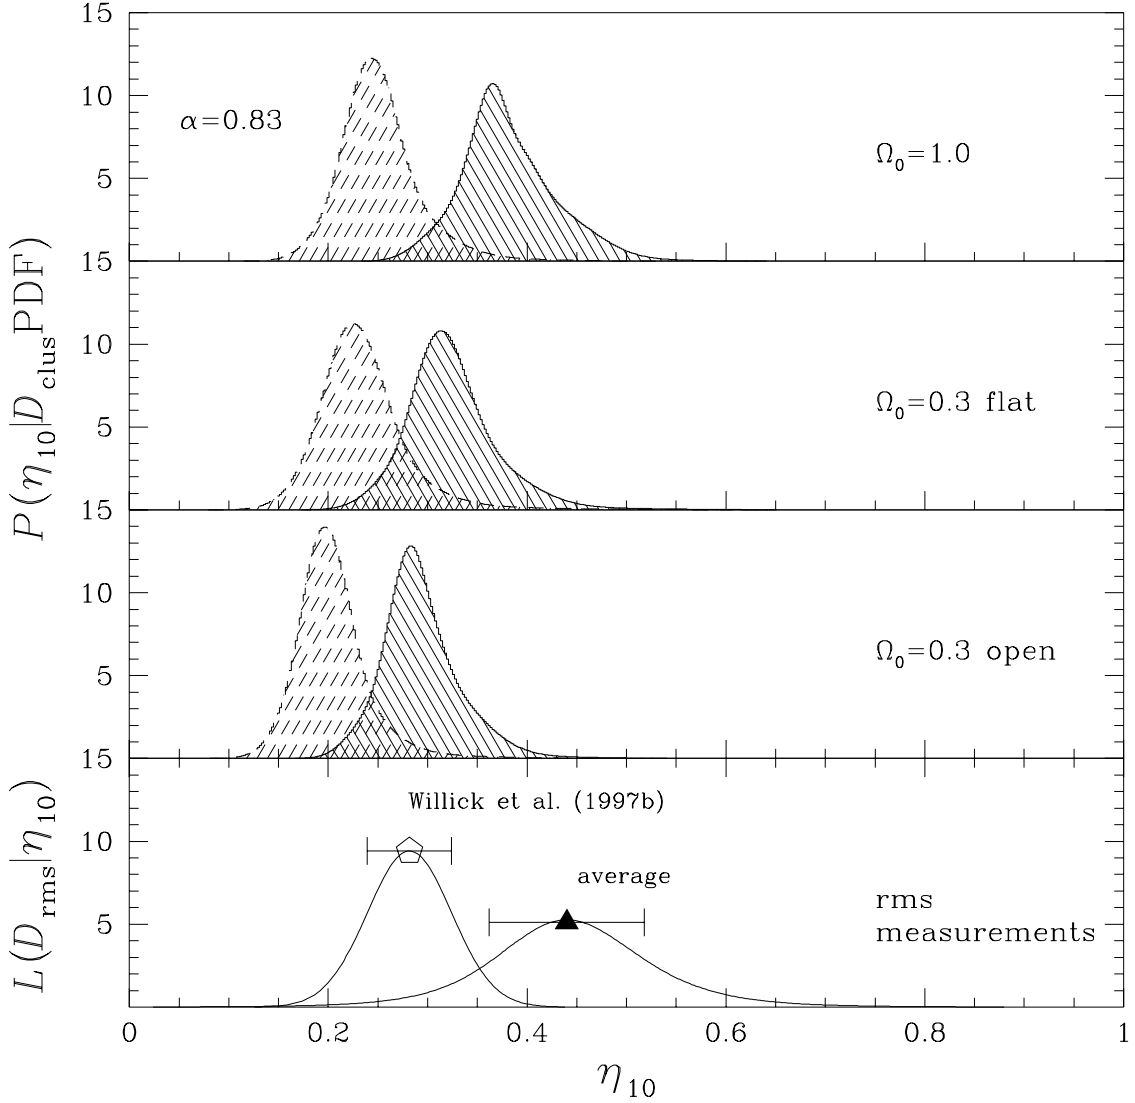 15
10
5
α=0.83
Ω₀=1.0
15
10
5
Ω₀=0.3 flat
P(η₁₀|D_clus PDF)
15
10
5
Ω₀=0.3 open
15
10
5
L(D_rms|η₁₀)
Willick et al. (1997b)
average
rms
measurements
0 0.2 0.4 0.6 0.8 1
η₁₀